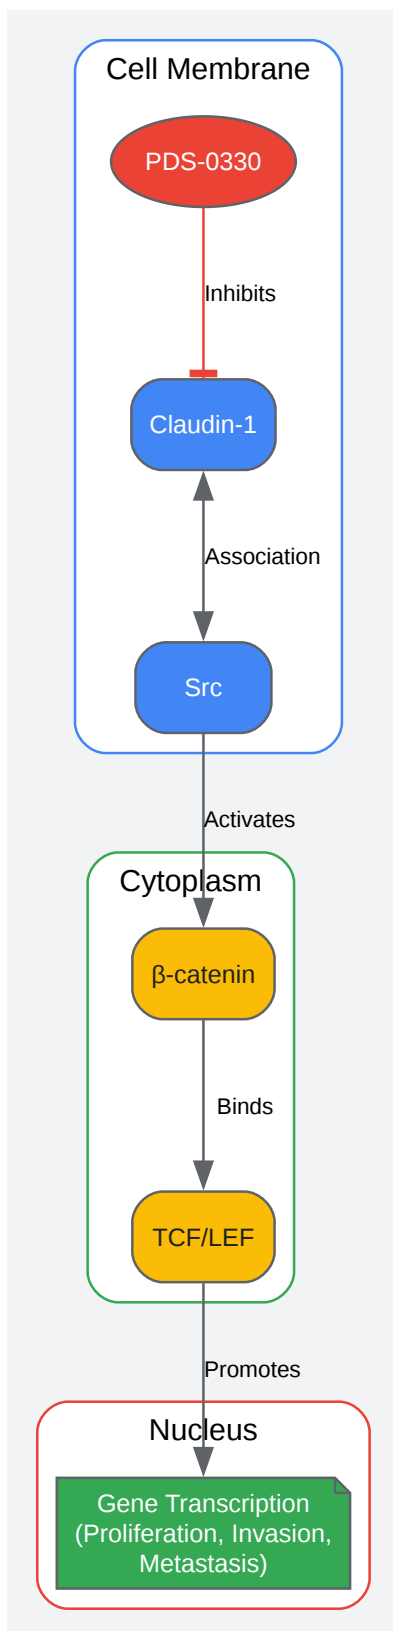 Cell Membrane
PDS-0330
Inhibits
Claudin-1
Association
Src
Activates
Cytoplasm
β-catenin
Binds
TCF/LEF
Promotes
Nucleus
Gene Transcription
(Proliferation, Invasion,
Metastasis)